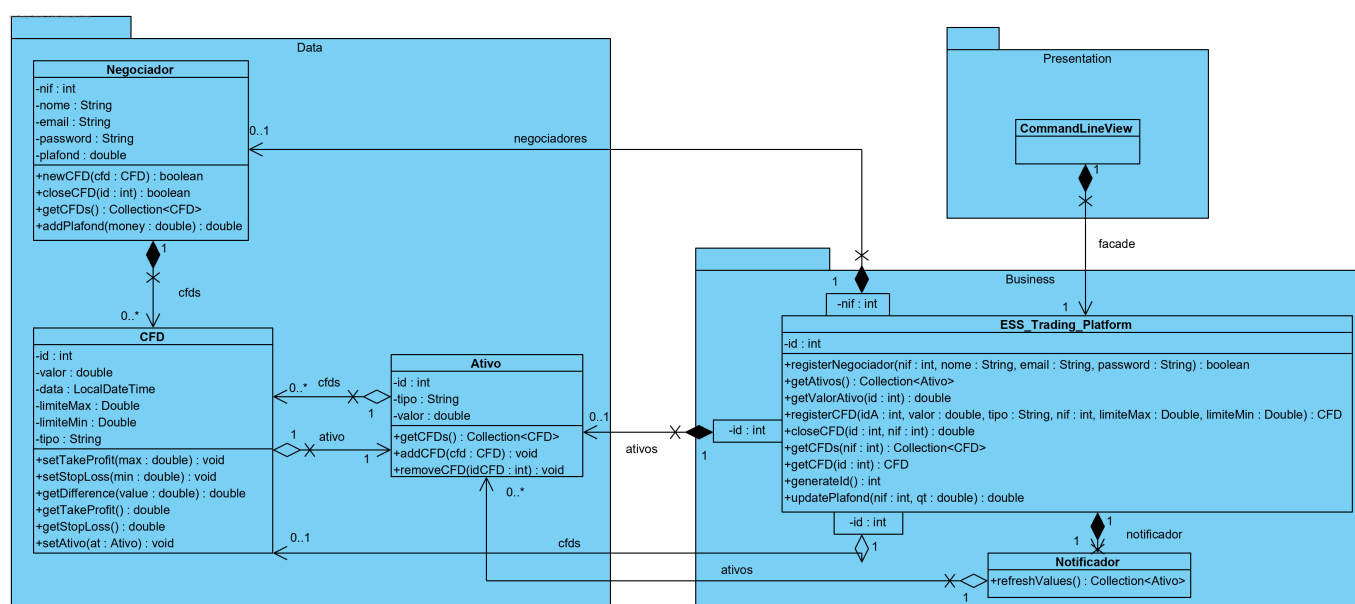 Data
Negociador
-nif : int
-nome : String
-email : String
-password : String
-plafond : double
+newCFD(cfd : CFD) : boolean
+closeCFD(id : int) : boolean
+getCFDs() : Collection<CFD>
+addPlafond(money : double) : double
0..1
negociadores
1
cfds
0..*
CFD
-id : int
-valor : double
-data : LocalDateTime
-limiteMax : Double
-limiteMin : Double
-tipo : String
+setTakeProfit(max : double) : void
+setStopLoss(min : double) : void
+getDifference(value : double) : double
+getTakeProfit() : double
+getStopLoss() : double
+setAtivo(at : Ativo) : void
0..*
cfds
1
1
ativo
1
Ativo
-id : int
-tipo : String
-valor : double
+getCFDs() : Collection<CFD>
+addCFD(cfd : CFD) : void
+removeCFD(idCFD : int) : void
0..1
ativos
1
0..*
0..1
cfds
1
ativos
1
Presentation
CommandLineView
1
facade
1
Business
1
-nif : int
-id : int
ESS_Trading_Platform
-id : int
+registerNegociador(nif : int, nome : String, email : String, password : String) : boolean
+getAtivos() : Collection<Ativo>
+getValorAtivo(id : int) : double
+registerCFD(idA : int, valor : double, tipo : String, nif : int, limiteMax : Double, limiteMin : Double) : CFD
+closeCFD(id : int, nif : int) : double
+getCFDs(nif : int) : Collection<CFD>
+getCFD(id : int) : CFD
+generateId() : int
+updatePlafond(nif : int, qt : double) : double
-id : int
1
notificador
1
Notificador
+refreshValues() : Collection<Ativo>